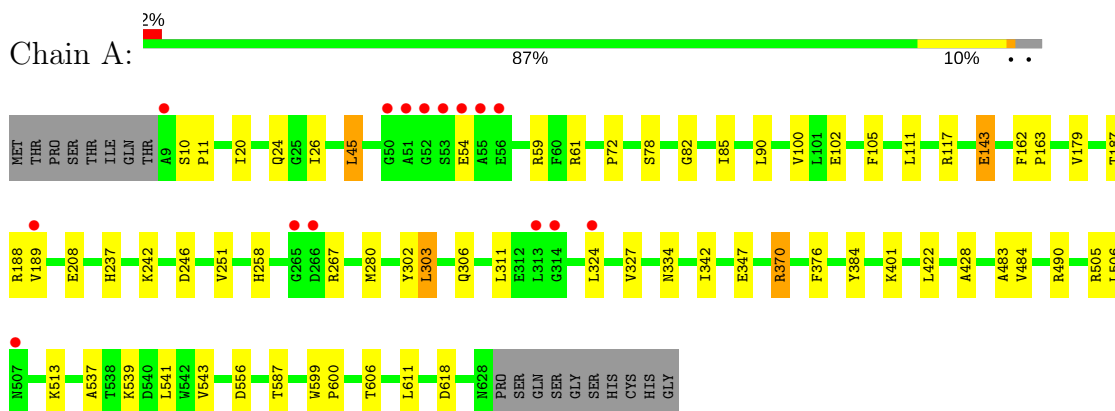 2%
Chain A:
87% 10% • •
MET THR PRO SER THR ILE GLN THR A9 S10 P11 I20 Q24 G25 I26 L45 G50 A51 G52 S53 E54 A55 E56 R59 F60 R61 P72 S78 G82 I85 L90 V100 L101 E102 F105 L111 R117 E143 F162 P163 V179
R188 V189 E208 H237 K242 D246 V251 H258 G265 D266 R267 M280 Y302 L303 Q306 L311 E312 L313 G314 L324 V327 N334 I342 E347 R370 F376 Y384 K401 L422 A428 A483 V484 R490 R505
N507 K513 A537 T538 K539 D540 L541 W542 V543 D556 T587 W599 P600 T606 L611 D618 N628 PRO SER GLN SER GLY SER HIS CYS HIS GLY